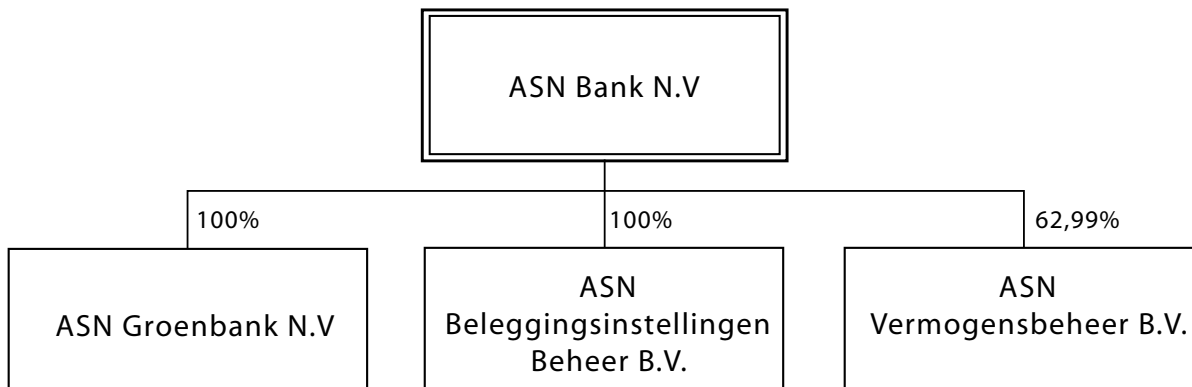 ASN Bank N.V
100%
100%
62,99%
ASN Groenbank N.V
ASN
Beleggingsinstellingen
Beheer B.V.
ASN
Vermogensbeheer B.V.